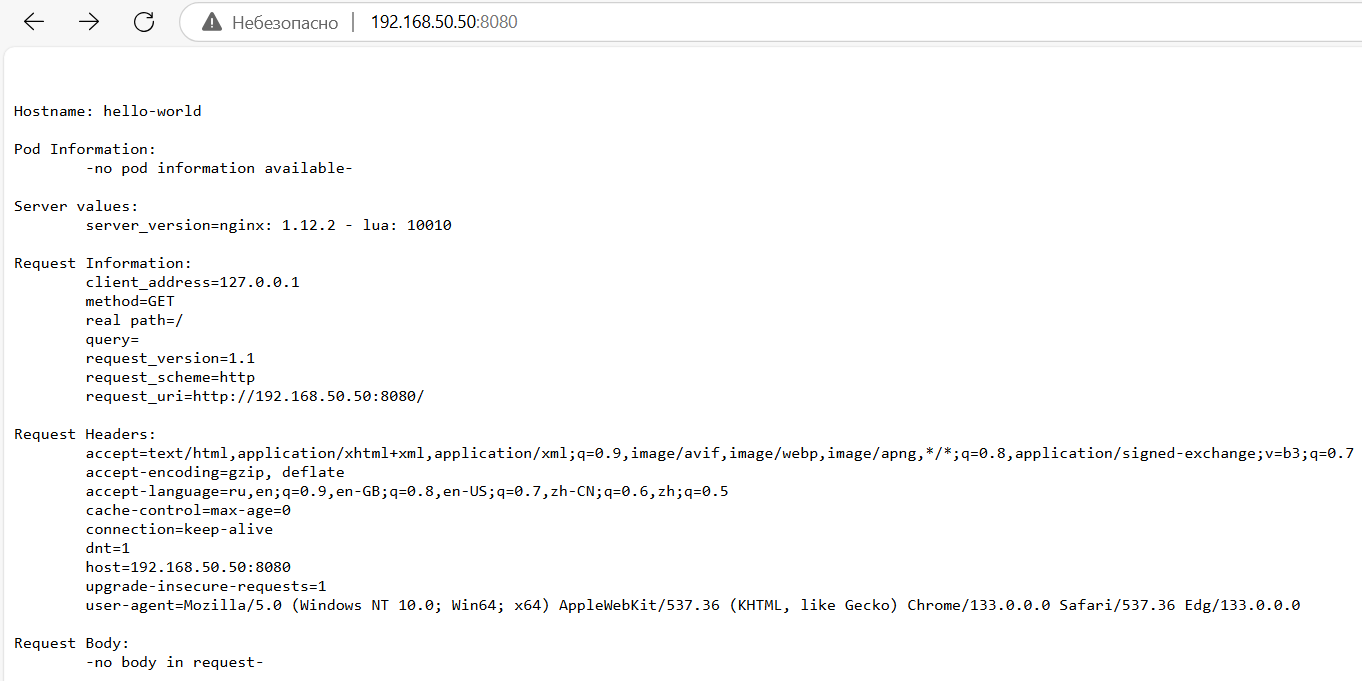 Небезопасно 192.168.50.50:8080
Hostname: hello-world
Pod Information:
-no pod information available-
Server values:
server_version=nginx: 1.12.2 - lua: 10010
Request Information:
client_address=127.0.0.1
method=GET
real path=/
query=
request_version=1.1
request_scheme=http
request_uri=http://192.168.50.50:8080/
Request Headers:
accept=text/html,application/xhtml+xml,application/xml;q=0.9,image/avif,image/webp,image/apng,*/*;q=0.8,application/signed-exchange;v=b3;q=0.7
accept-encoding=gzip, deflate
accept-language=ru,en;q=0.9,en-GB;q=0.8,en-US;q=0.7,zh-CN;q=0.6,zh;q=0.5
cache-control=max-age=0
connection=keep-alive
dnt=1
host=192.168.50.50:8080
upgrade-insecure-requests=1
user-agent=Mozilla/5.0 (Windows NT 10.0; Win64; x64) AppleWebKit/537.36 (KHTML, like Gecko) Chrome/133.0.0.0 Safari/537.36 Edg/133.0.0.0
Request Body:
-no body in request-